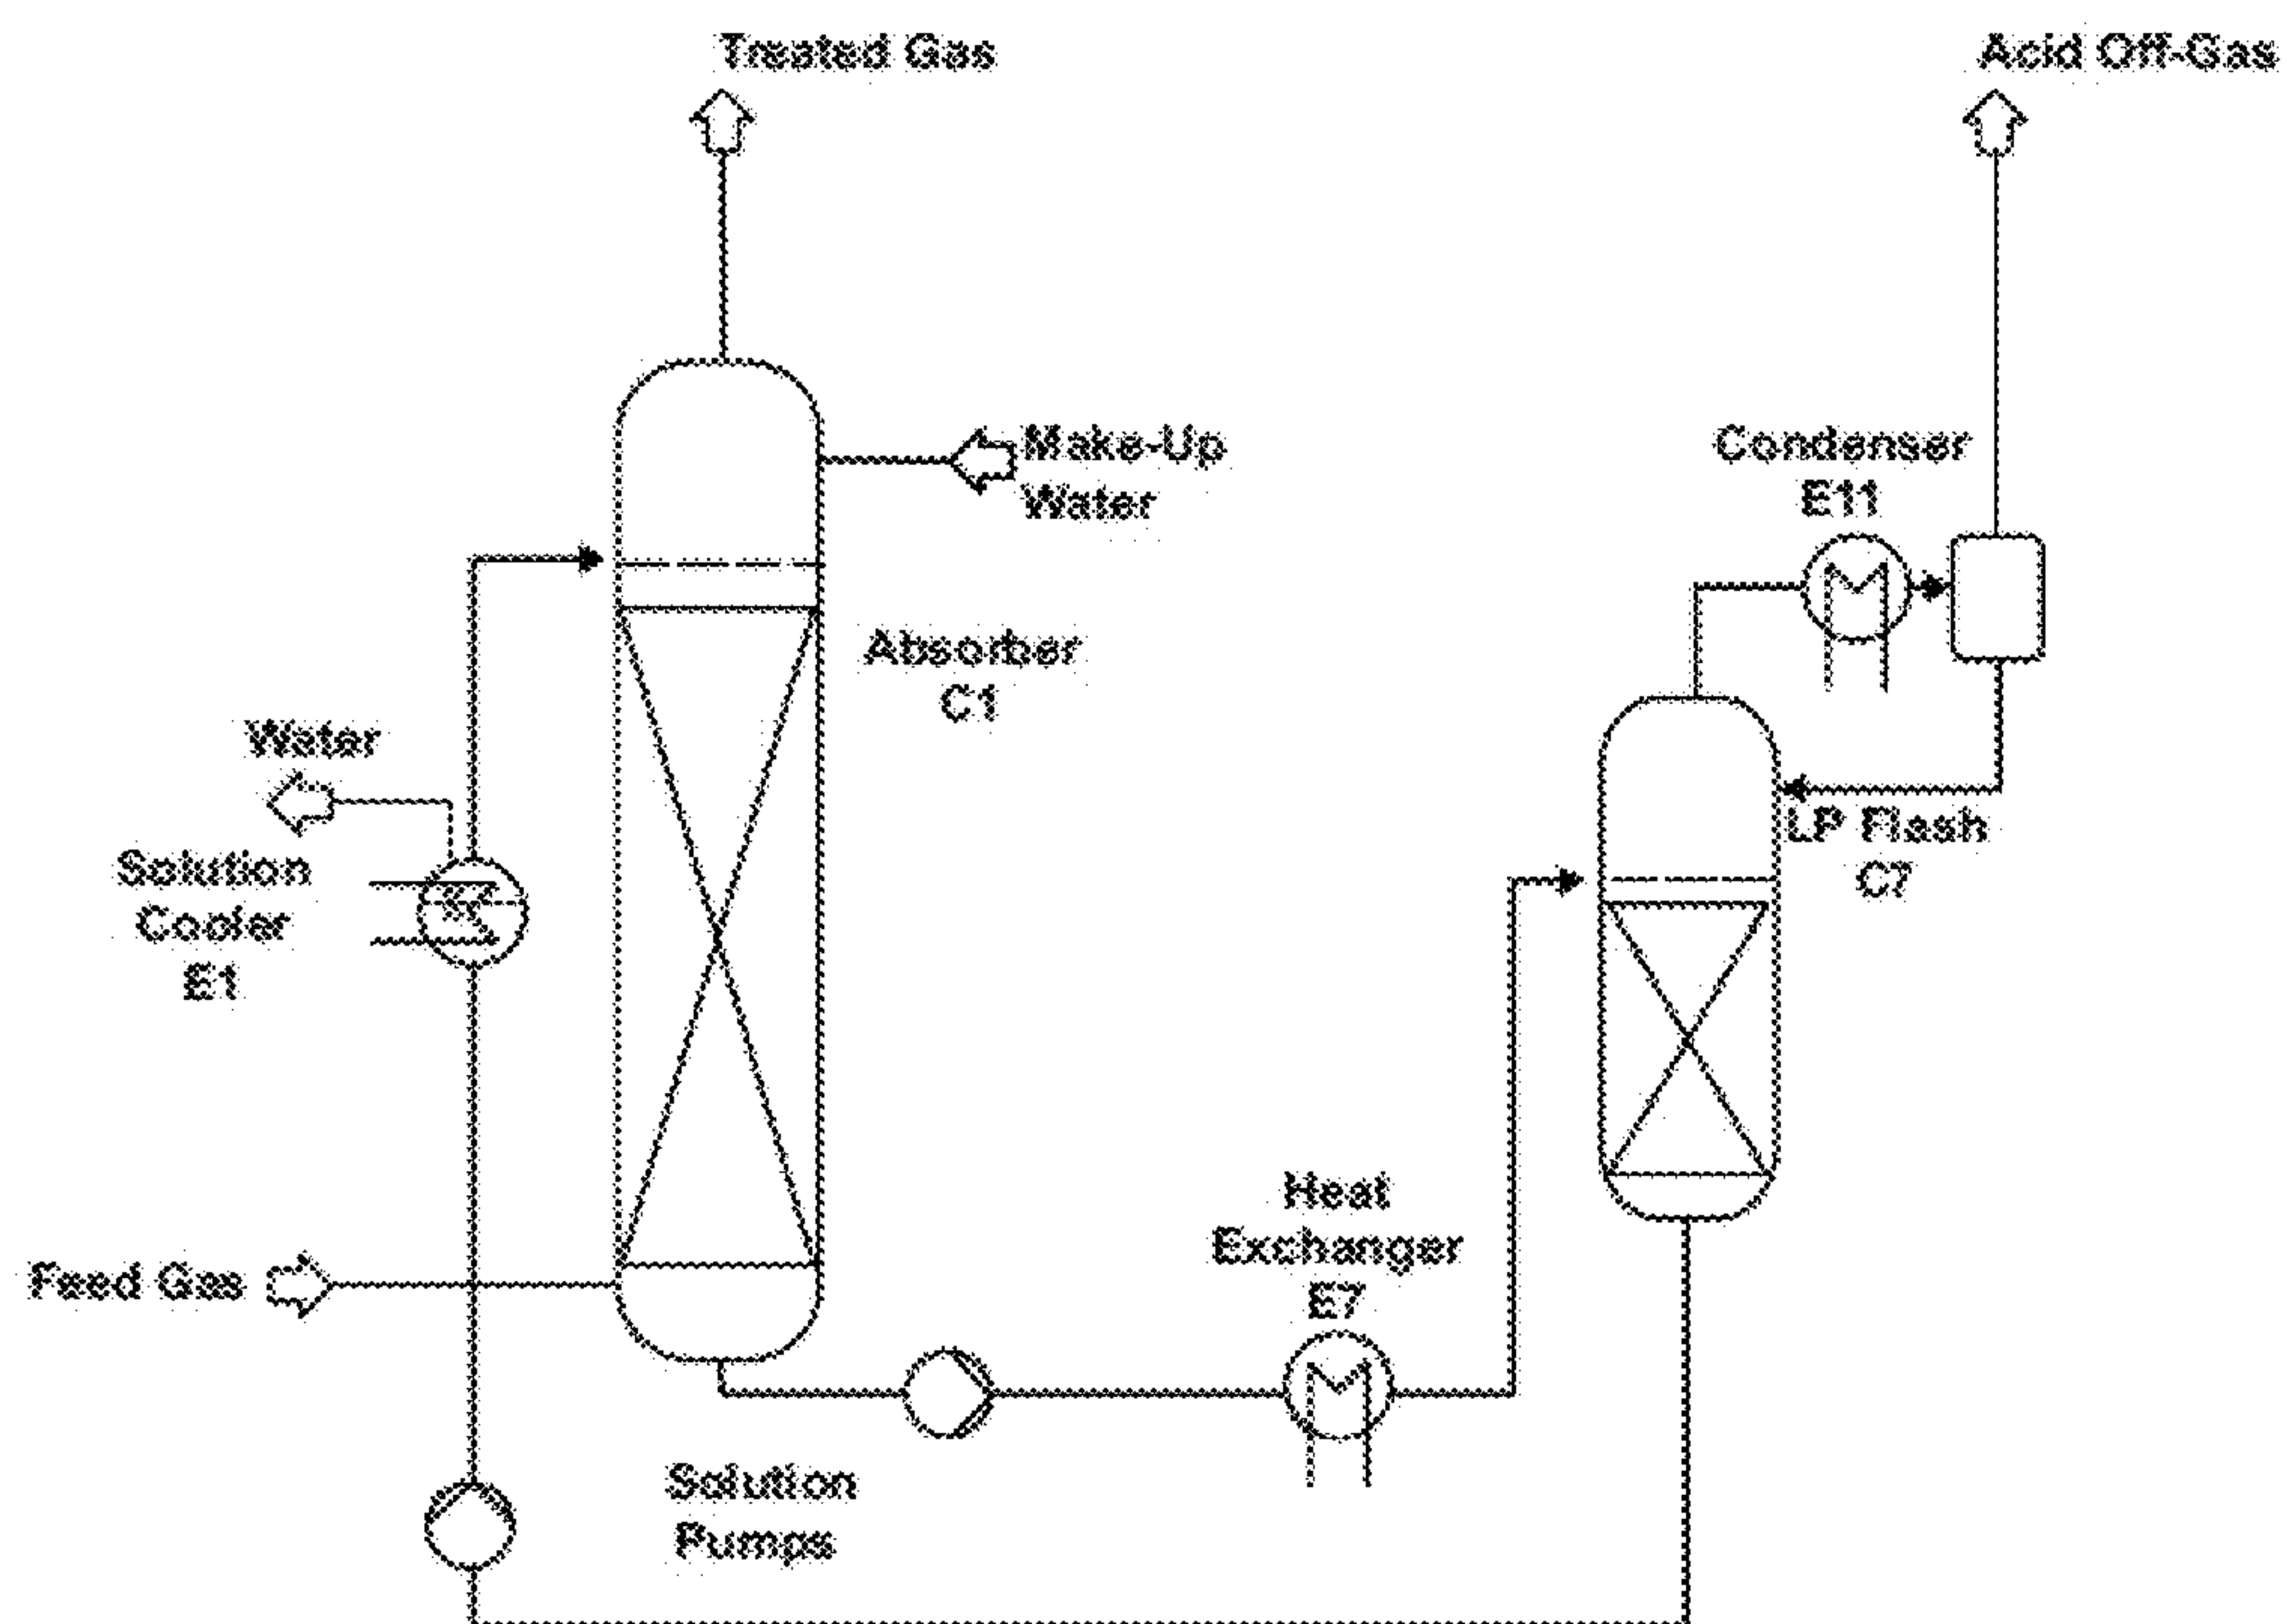 Treated Gas
Acid Off-Gas
Make-Up
Water
Condenser
E11
Absorber
C1
Water
LP Flash
C7
Solution
Cooler
E1
Heat
Exchanger
E7
Feed Gas
Solution
Pumps